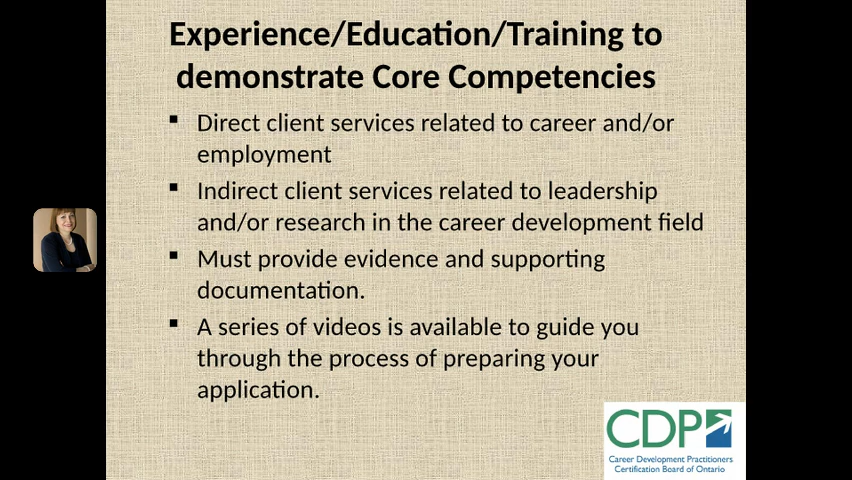 Experience/Education/Training to
demonstrate Core Competencies
▪ Direct client services related to career and/or
employment
▪ Indirect client services related to leadership
and/or research in the career development field
▪ Must provide evidence and supporting
documentation.
▪ A series of videos is available to guide you
through the process of preparing your
application.
CDP
Career Development Practitioners
Certification Board of Ontario